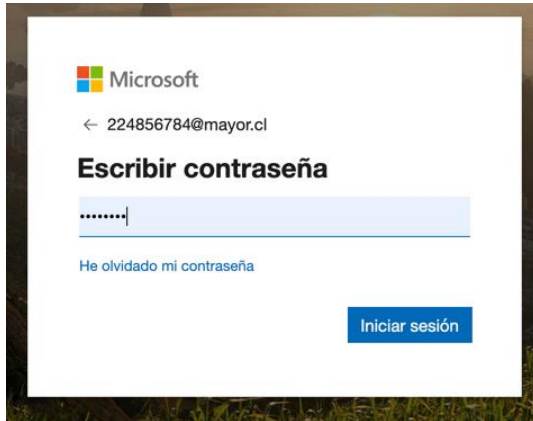 Microsoft
← 224856784@mayor.cl
Escribir contraseña
••••••••
He olvidado mi contraseña
Iniciar sesión